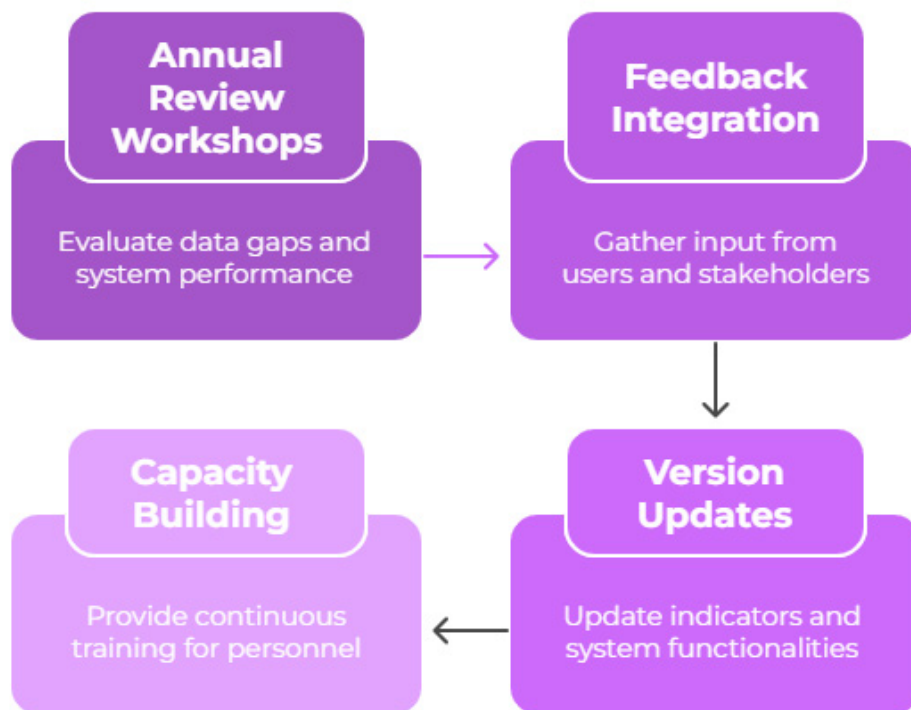 Annual
Review
Workshops
Evaluate data gaps and
system performance
Feedback
Integration
Gather input from
users and stakeholders
Version
Updates
Update indicators and
system functionalities
Capacity
Building
Provide continuous
training for personnel